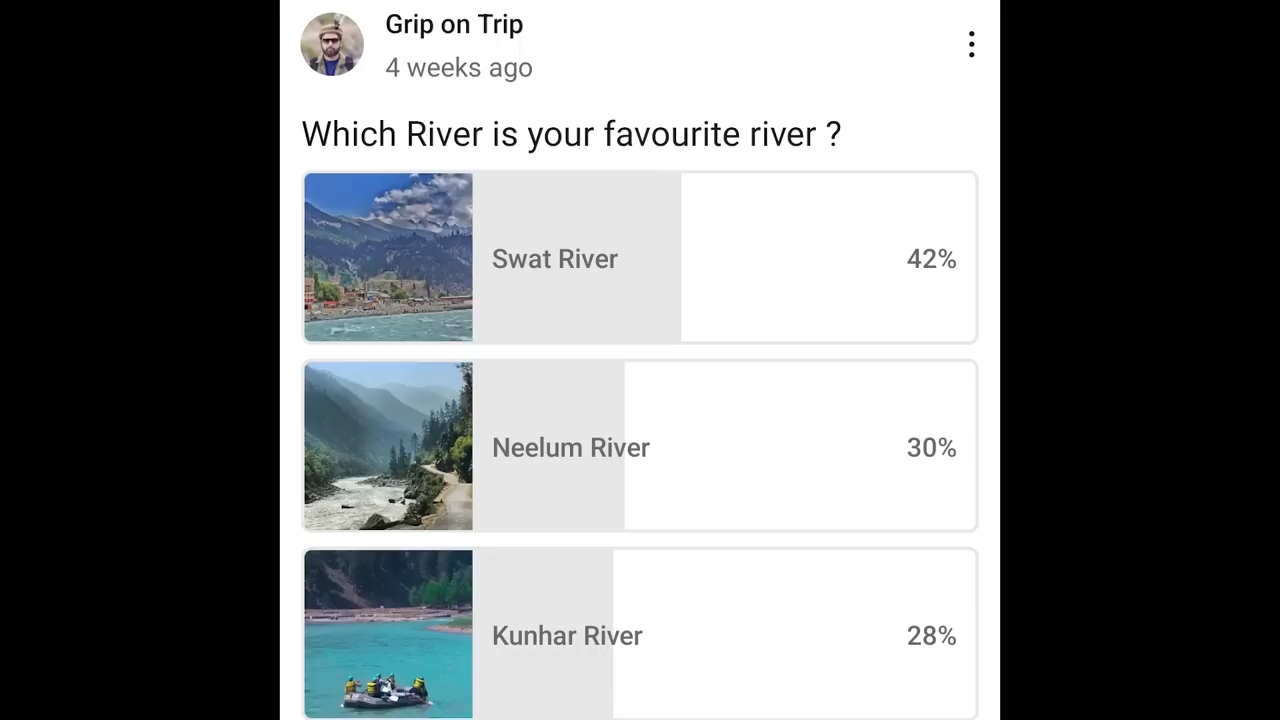 Grip on Trip
4 weeks ago
Which River is your favourite river ?
Swat River 42%
Neelum River 30%
Kunhar River 28%